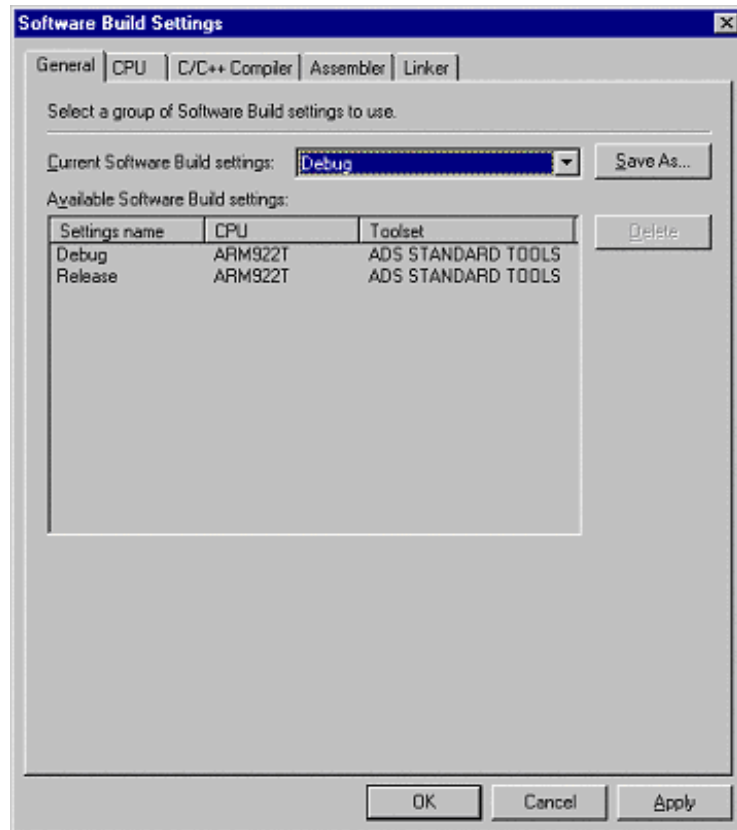 Software Build Settings
General CPU C/C++ Compiler Assembler Linker
Select a group of Software Build settings to use.
Current Software Build settings: Debug Save As...
Available Software Build settings:
Settings name CPU Toolset Delete
Debug ARM922T ADS STANDARD TOOLS
Release ARM922T ADS STANDARD TOOLS
OK Cancel Apply